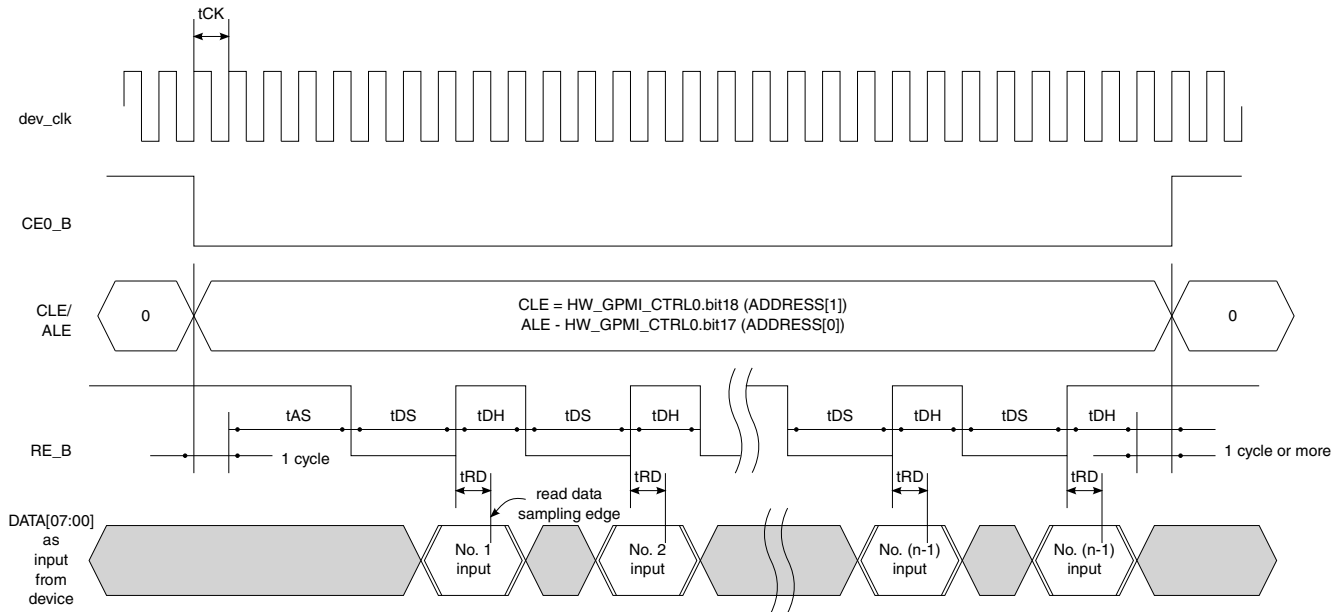 tCK
dev_clk
CE0_B
CLE/
ALE
0
CLE = HW_GPMI_CTRL0.bit18 (ADDRESS[1])
ALE - HW_GPMI_CTRL0.bit17 (ADDRESS[0])
0
RE_B
tAS
tDS
tDH
tDS
tDH
tDS
tDH
tDS
tDH
1 cycle
1 cycle or more
tRD
tRD
tRD
tRD
read data
sampling edge
DATA[07:00]
as
input
from
device
No. 1
input
No. 2
input
No. (n-1)
input
No. (n-1)
input